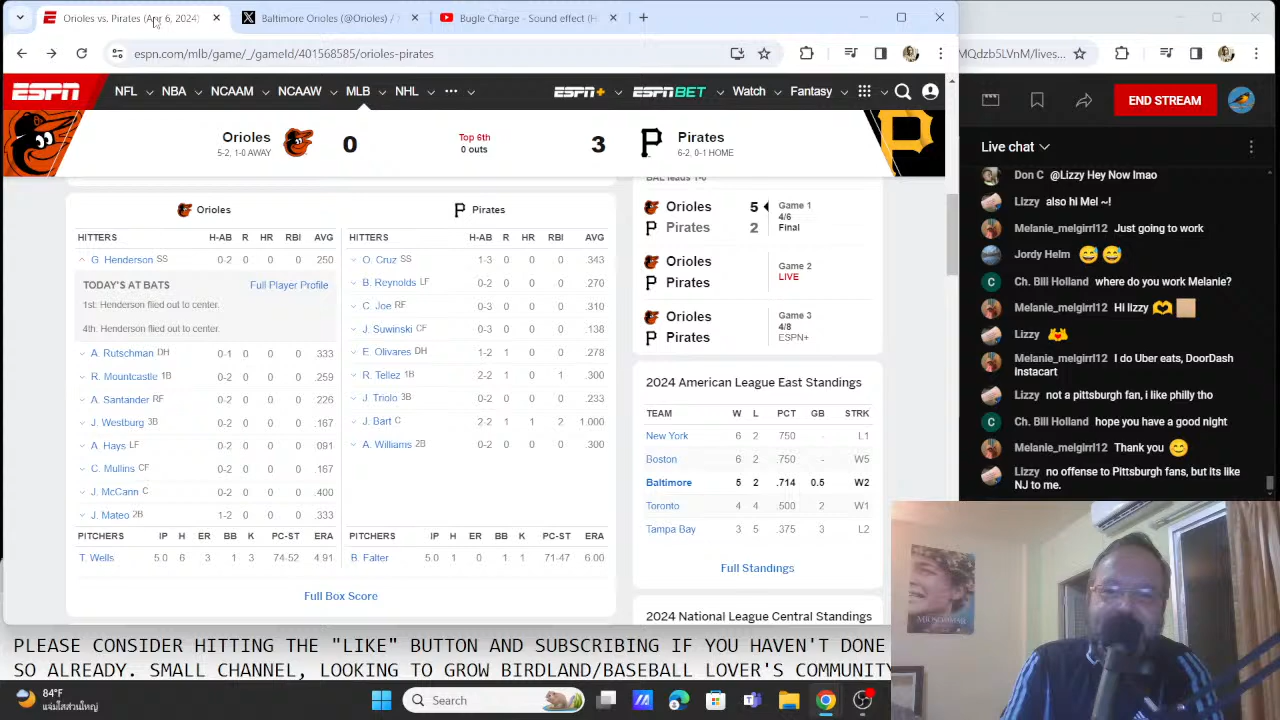 Orioles vs. Pirates (Apr 6, 2024)
Baltimore Orioles (@Orioles) /
Bugle Charge - Sound effect (H
espn.com/mlb/game/_/gameId/401568585/orioles-pirates
MQdzb5LVnM/lives...
ESPN
NFL
NBA
NCAAM
NCAAW
MLB
NHL
ESPN+
ESPN BET
Watch
Fantasy
END STREAM
Orioles
5-2, 1-0 AWAY
0
Top 6th
0 outs
3
Pirates
6-2, 0-1 HOME
Live chat
Don C @Lizzy Hey Now lmao
Lizzy also hi Mel ~!
Melanie_melgirrl12 Just going to work
Jordy Helm 😅😅
C Ch. Bill Holland where do you work Melanie?
Melanie_melgirrl12 Hi lizzy 🫶
Lizzy
Melanie_melgirrl12 I do Uber eats, DoorDash
Instacart
Lizzy not a pittsburgh fan, i like philly tho
C Ch. Bill Holland hope you have a good night
Melanie_melgirrl12 Thank you 😊
Lizzy no offense to Pittsburgh fans, but its like
NJ to me.
Orioles
HITTERS H-AB R HR RBI AVG
G. Henderson SS 0-2 0 0 0 .250
TODAY'S AT BATS Full Player Profile
1st: Henderson flied out to center.
4th: Henderson flied out to center.
A. Rutschman DH 0-1 0 0 0 .333
R. Mountcastle 1B 0-2 0 0 0 .259
A. Santander RF 0-2 0 0 0 .226
J. Westburg 3B 0-2 0 0 0 .167
A. Hays LF 0-2 0 0 0 .091
C. Mullins CF 0-2 0 0 0 .167
J. McCann C 0-2 0 0 0 .400
J. Mateo 2B 1-2 0 0 0 .333
PITCHERS IP H ER BB K PC-ST ERA
T. Wells 5.0 6 3 1 3 74-52 4.91
Pirates
HITTERS H-AB R HR RBI AVG
O. Cruz SS 1-3 0 0 0 .343
B. Reynolds LF 0-2 0 0 0 .270
C. Joe RF 0-3 0 0 0 .310
J. Suwinski CF 0-3 0 0 0 .138
E. Olivares DH 1-2 1 0 0 .278
R. Tellez 1B 2-2 1 0 1 .300
J. Triolo 3B 0-2 0 0 0 .233
J. Bart C 2-2 1 1 2 1.000
A. Williams 2B 0-2 0 0 0 .300
PITCHERS IP H ER BB K PC-ST ERA
B. Falter 5.0 1 0 1 1 71-47 6.00
Full Box Score
BAL leads 1-0
Orioles 5
Pirates 2
Game 1
4/6
Final
Orioles
Pirates
Game 2
LIVE
Orioles
Pirates
Game 3
4/8
ESPN+
2024 American League East Standings
TEAM W L PCT GB STRK
New York 6 2 .750 - L1
Boston 6 2 .750 - W5
Baltimore 5 2 .714 0.5 W2
Toronto 4 4 .500 2 W1
Tampa Bay 3 5 .375 3 L2
Full Standings
2024 National League Central Standings
PLEASE CONSIDER HITTING THE "LIKE" BUTTON AND SUBSCRIBING IF YOU HAVEN'T DONE
SO ALREADY. SMALL CHANNEL, LOOKING TO GROW BIRDLAND/BASEBALL LOVER'S COMMUNITY
MIDSOMMAR
84°F
Search